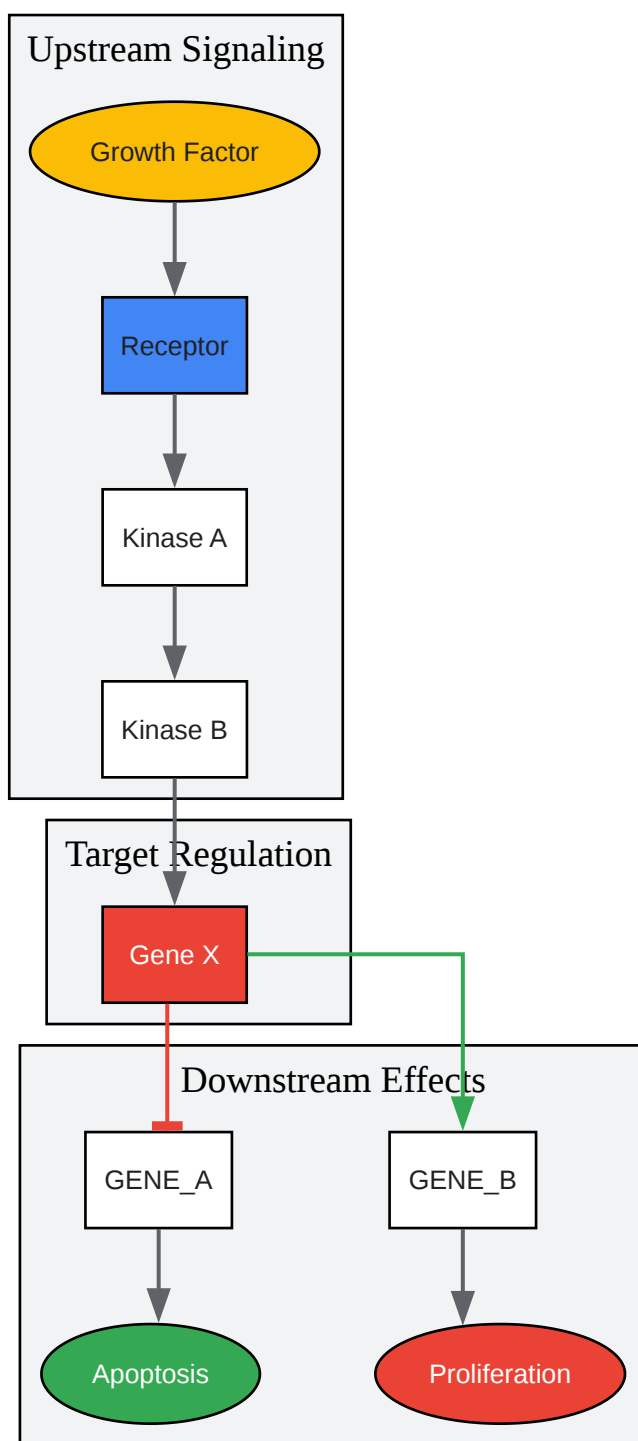 Upstream Signaling
Growth Factor
Receptor
Kinase A
Kinase B
Target Regulation
Gene X
Downstream Effects
GENE_A
GENE_B
Apoptosis
Proliferation